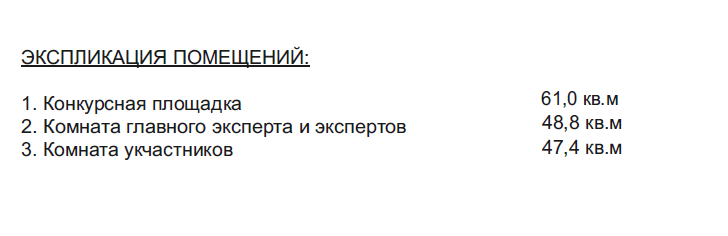 ЭКСПЛИКАЦИЯ ПОМЕЩЕНИЙ:
1. Конкурсная площадка 61,0 кв.м
2. Комната главного эксперта и экспертов 48,8 кв.м
3. Комната укчастников 47,4 кв.м